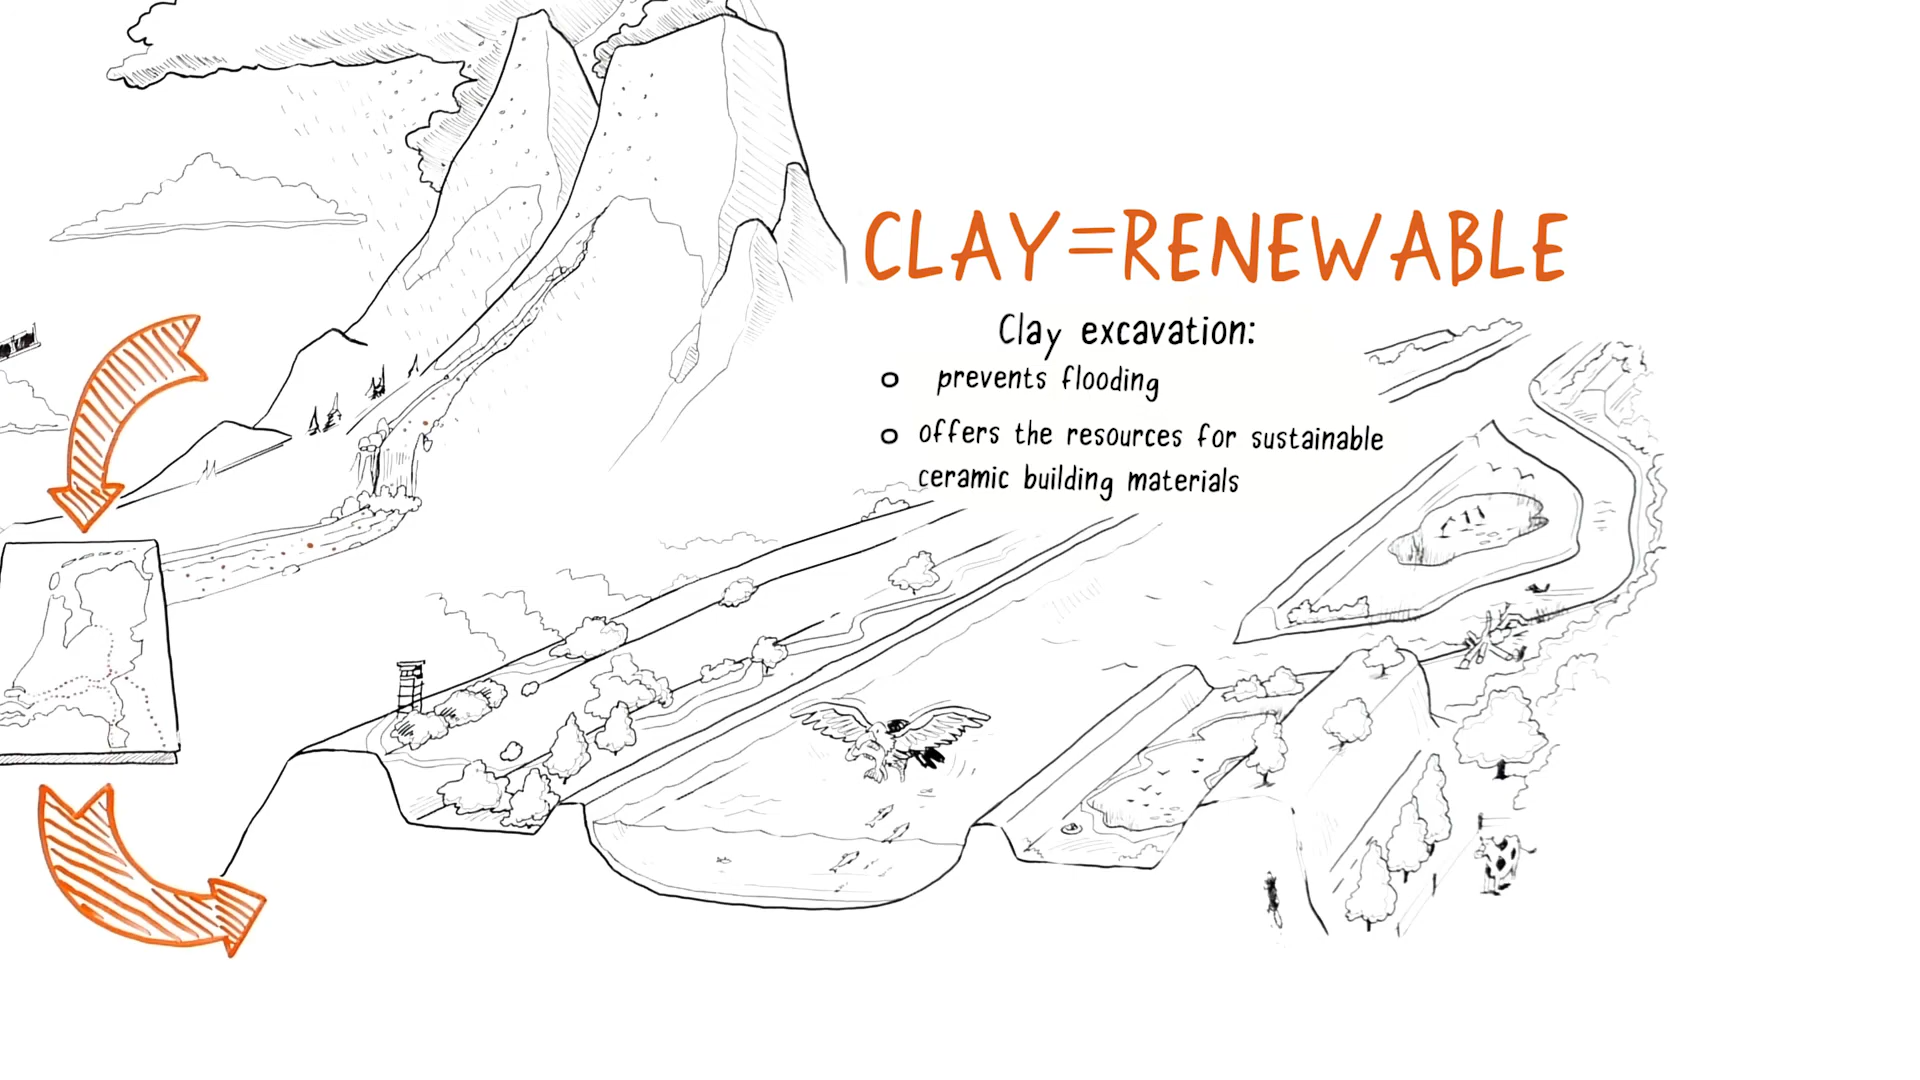 CLAY=RENEWABLE
Clay excavation:
o prevents flooding
o offers the resources for sustainable
ceramic building materials